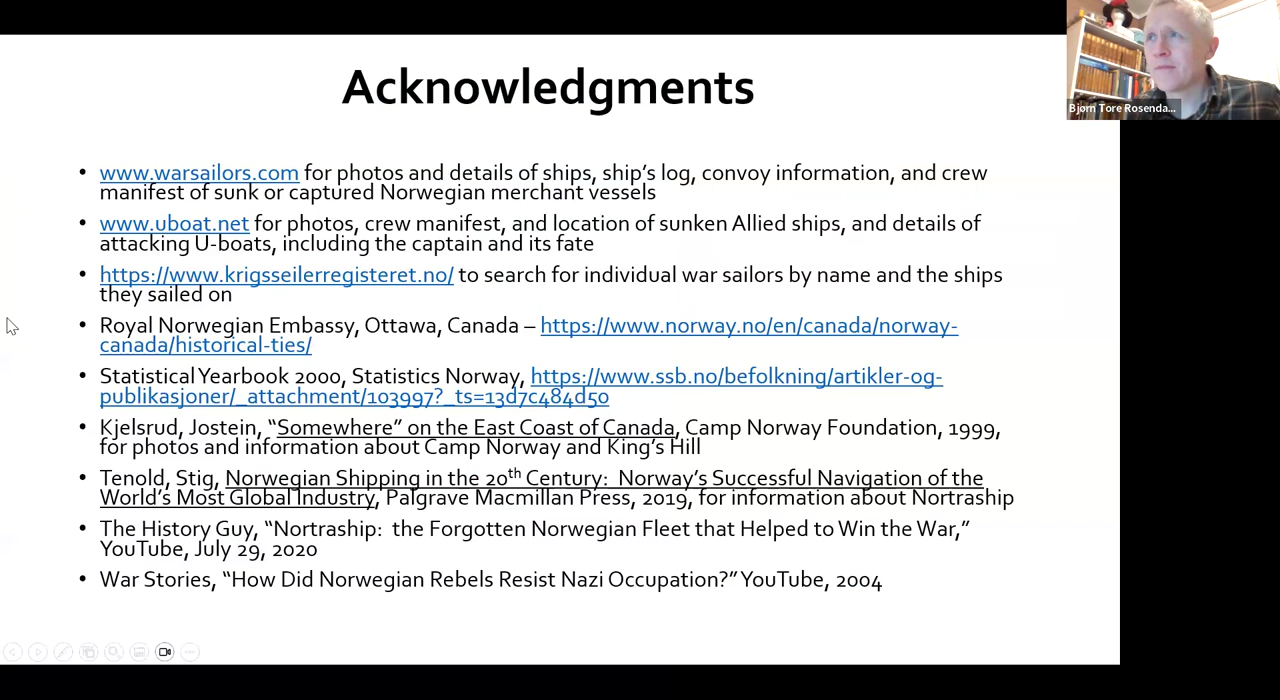 Acknowledgments
Bjørn Tore Rosenda...
• www.warsailors.com for photos and details of ships, ship's log, convoy information, and crew
manifest of sunk or captured Norwegian merchant vessels
• www.uboat.net for photos, crew manifest, and location of sunken Allied ships, and details of
attacking U-boats, including the captain and its fate
• https://www.krigsseilerregisteret.no/ to search for individual war sailors by name and the ships
they sailed on
• Royal Norwegian Embassy, Ottawa, Canada – https://www.norway.no/en/canada/norway-
canada/historical-ties/
• Statistical Yearbook 2000, Statistics Norway, https://www.ssb.no/befolkning/artikler-og-
publikasjoner/_attachment/103997?_ts=13d7c484d50
• Kjelsrud, Jostein, “Somewhere” on the East Coast of Canada, Camp Norway Foundation, 1999,
for photos and information about Camp Norway and King's Hill
• Tenold, Stig, Norwegian Shipping in the 20th Century:  Norway's Successful Navigation of the
World's Most Global Industry, Palgrave Macmillan Press, 2019, for information about Nortraship
• The History Guy, “Nortraship:  the Forgotten Norwegian Fleet that Helped to Win the War,”
YouTube, July 29, 2020
• War Stories, “How Did Norwegian Rebels Resist Nazi Occupation?” YouTube, 2004